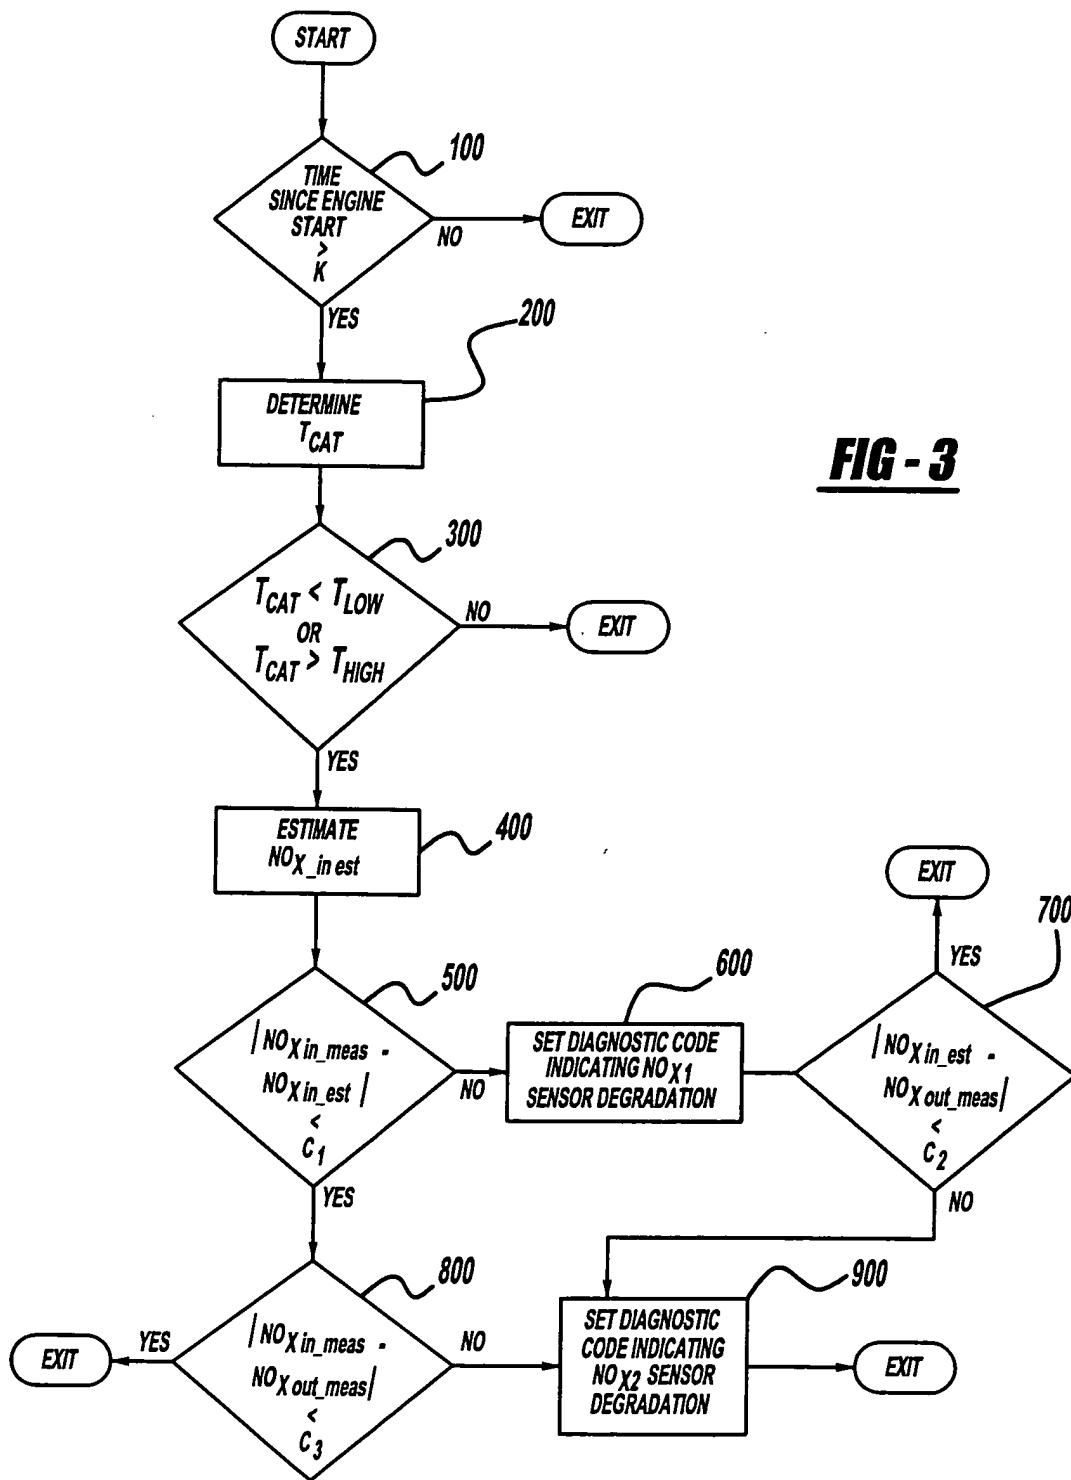 START
100
TIME
SINCE ENGINE
START
>
K
NO
EXIT
YES
200
DETERMINE
T_CAT
FIG - 3
300
T_CAT < T_LOW
OR
T_CAT > T_HIGH
NO
EXIT
YES
ESTIMATE
NO_X_in est
400
EXIT
700
YES
500
|NO_X in_meas -
NO_X in_est|
<
C_1
NO
YES
600
SET DIAGNOSTIC CODE
INDICATING NO_X1
SENSOR DEGRADATION
|NO_X in_est -
NO_X out_meas|
<
C_2
NO
800
|NO_X in_meas -
NO_X out_meas|
<
C_3
YES
EXIT
NO
900
SET DIAGNOSTIC
CODE INDICATING
NO_X2 SENSOR
DEGRADATION
EXIT